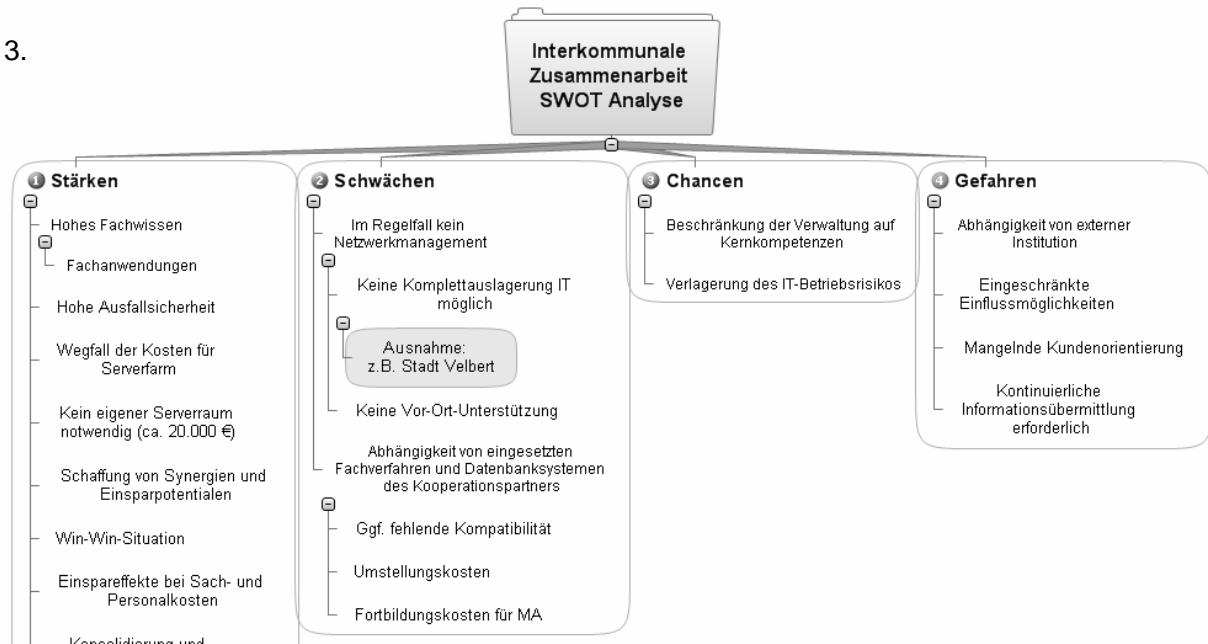 3.
Interkommunale
Zusammenarbeit
SWOT Analyse
1 Stärken
Hohes Fachwissen
Fachanwendungen
Hohe Ausfallsicherheit
Wegfall der Kosten für
Serverfarm
Kein eigener Serverraum
notwendig (ca. 20.000 €)
Schaffung von Synergien und
Einsparpotentialen
Win-Win-Situation
Einspareffekte bei Sach- und
Personalkosten
Konsolidierung und
2 Schwächen
Im Regelfall kein
Netzwerkmanagement
Keine Komplettauslagerung IT
möglich
Ausnahme:
z.B. Stadt Velbert
Keine Vor-Ort-Unterstützung
Abhängigkeit von eingesetzten
Fachverfahren und Datenbanksystemen
des Kooperationspartners
Ggf. fehlende Kompatibilität
Umstellungskosten
Fortbildungskosten für MA
3 Chancen
Beschränkung der Verwaltung auf
Kernkompetenzen
Verlagerung des IT-Betriebsrisikos
4 Gefahren
Abhängigkeit von externer
Institution
Eingeschränkte
Einflussmöglichkeiten
Mangelnde Kundenorientierung
Kontinuierliche
Informationsübermittlung
erforderlich